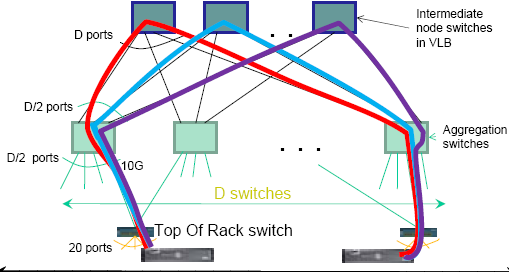 Intermediate
node switches
in VLB
D ports
. .
D/2 ports
Aggregation
switches
D/2 ports
10G
. . .
D switches
Top Of Rack switch
20 ports